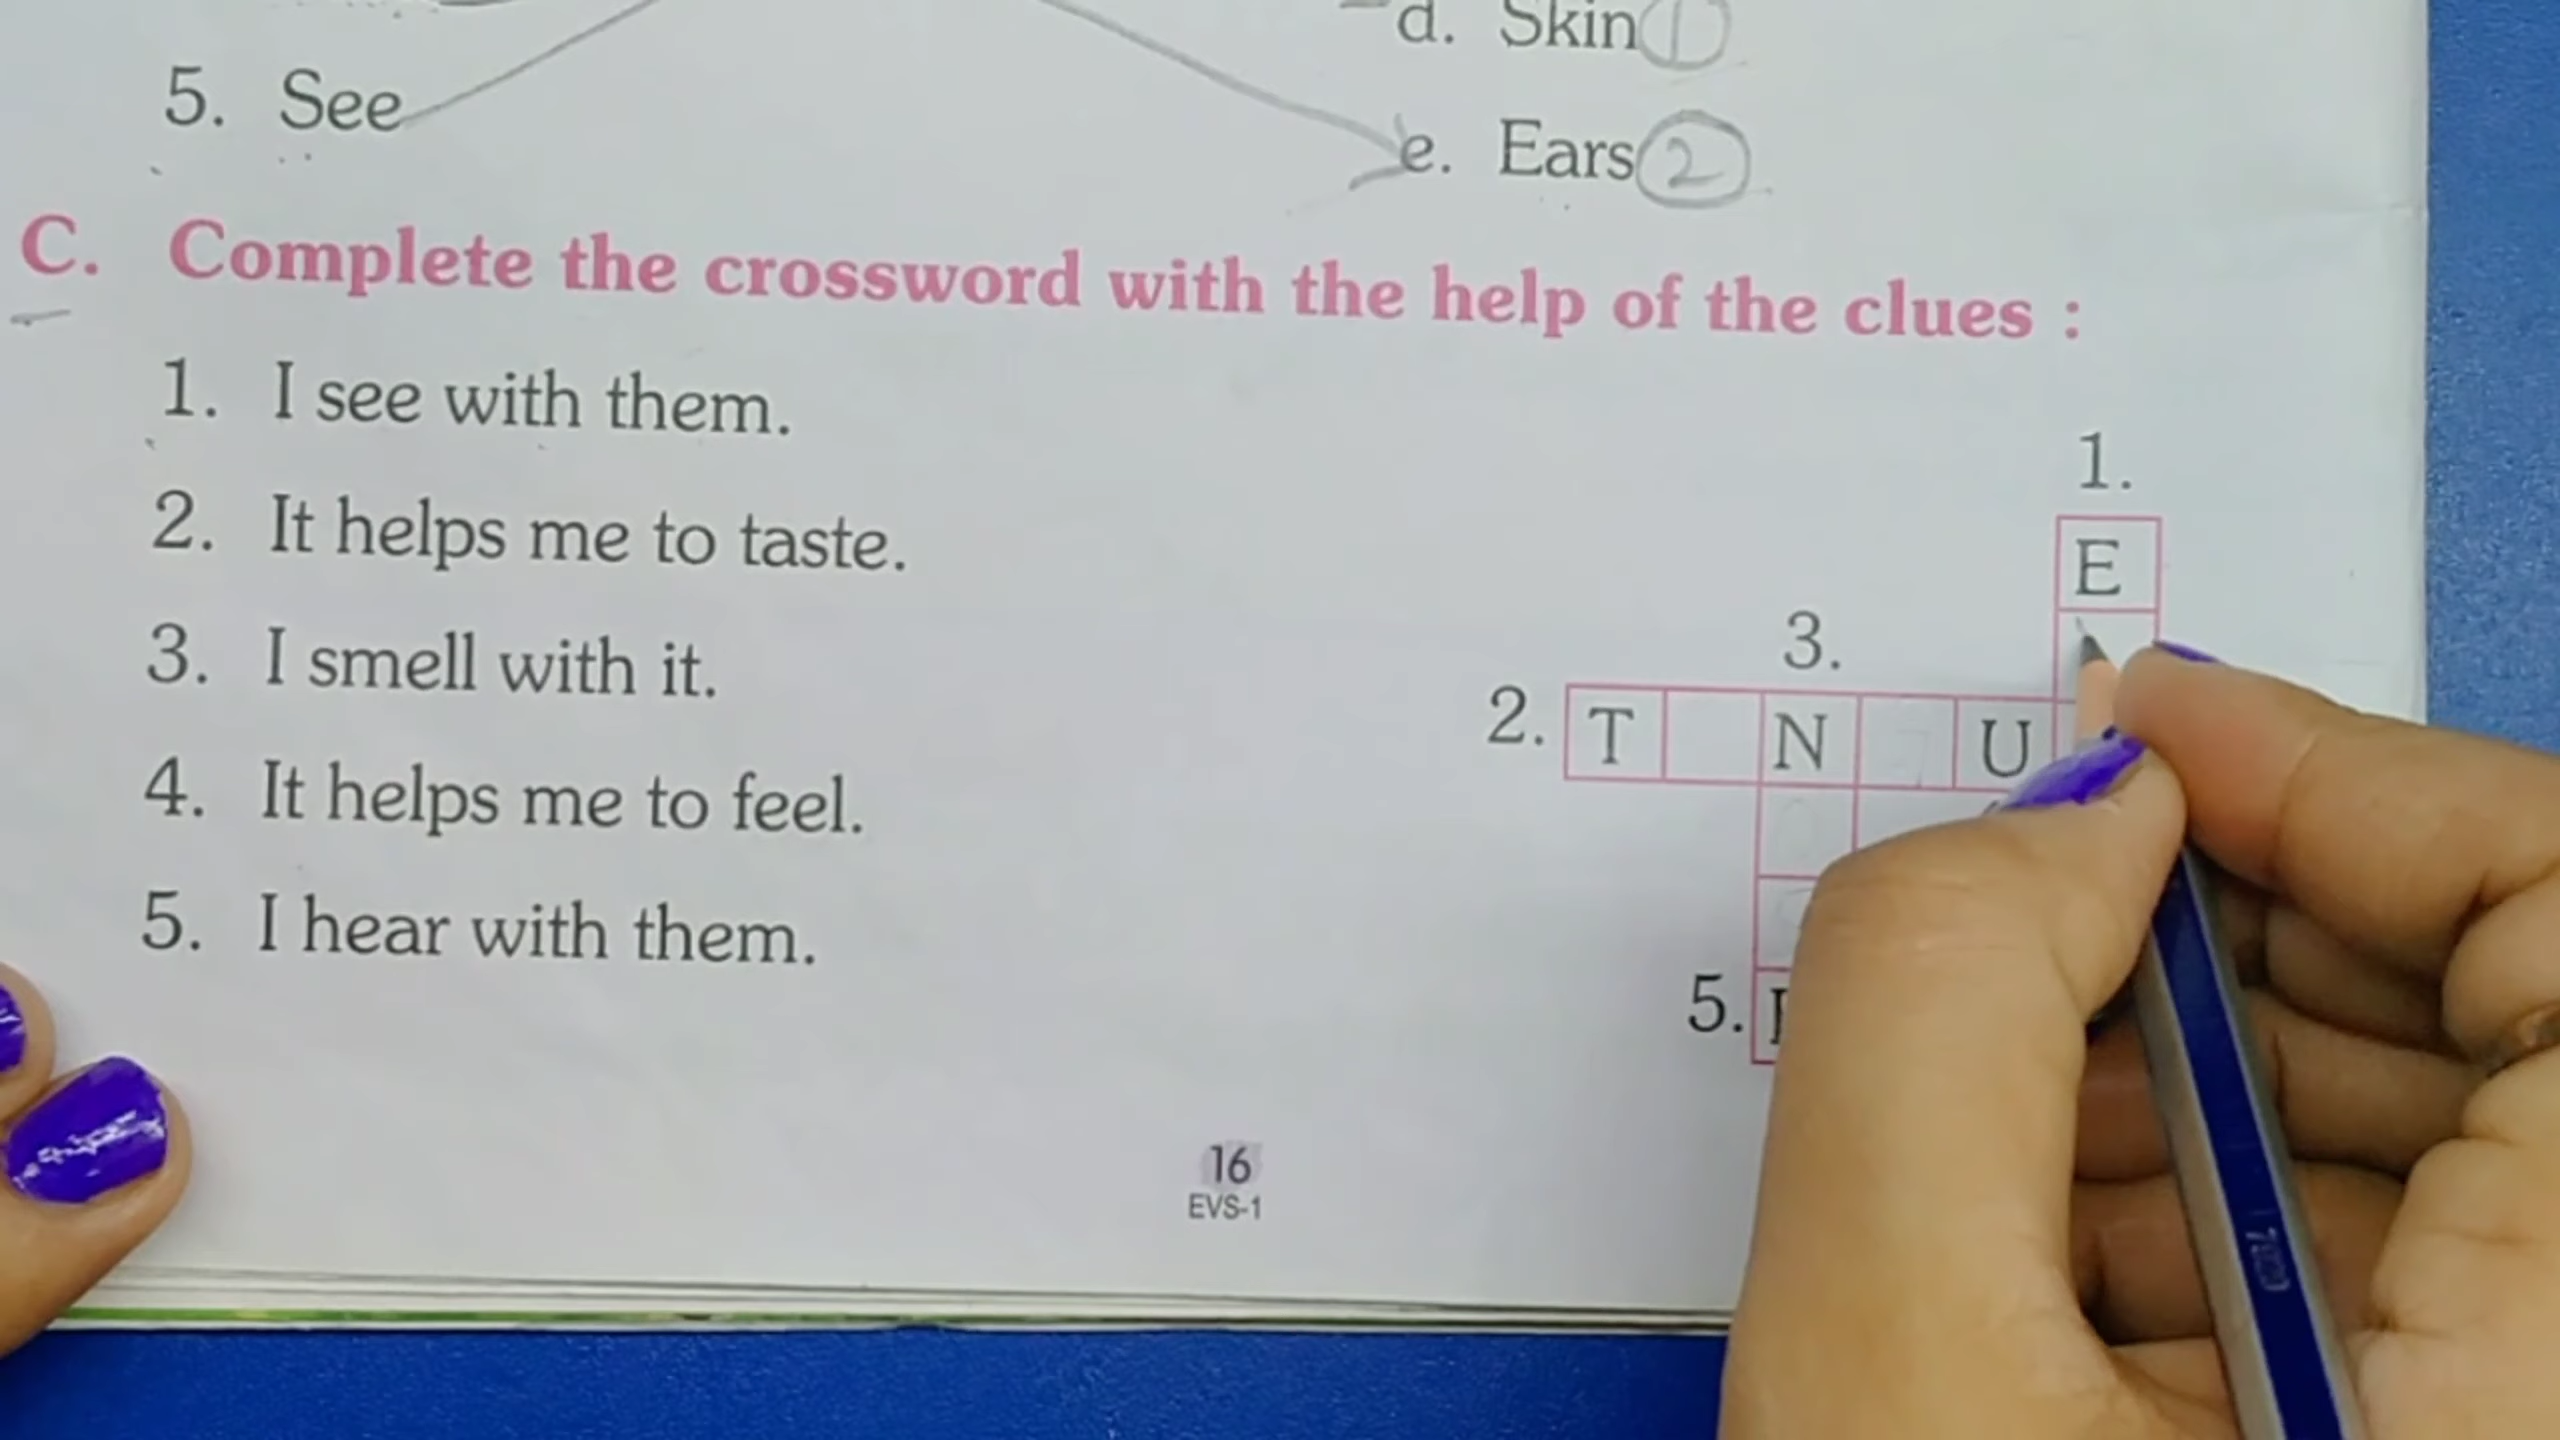 d. Skin 1
5. See
e. Ears 2
C. Complete the crossword with the help of the clues :
1. I see with them.
2. It helps me to taste.
3. I smell with it.
4. It helps me to feel.
5. I hear with them.
1.
E
3.
2. T N U
5.
16
EVS-1